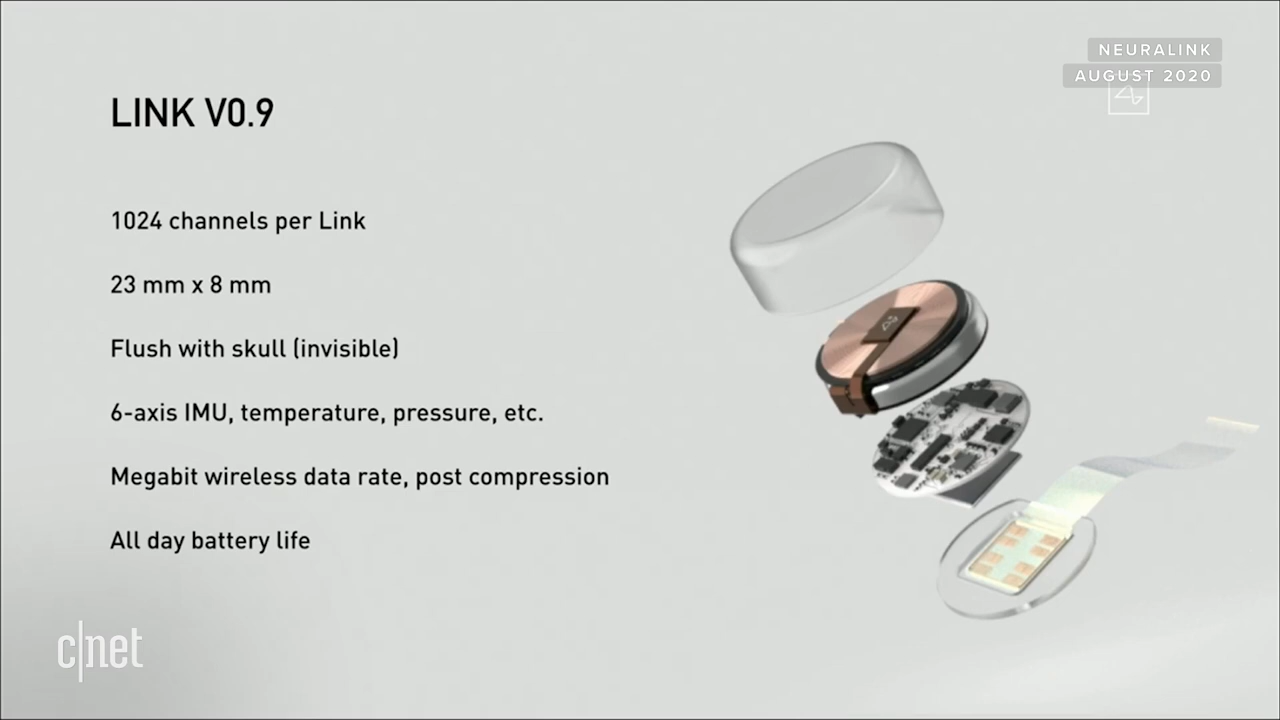 NEURALINK
AUGUST 2020
LINK V0.9
1024 channels per Link
23 mm x 8 mm
Flush with skull (invisible)
6-axis IMU, temperature, pressure, etc.
Megabit wireless data rate, post compression
All day battery life
c|net